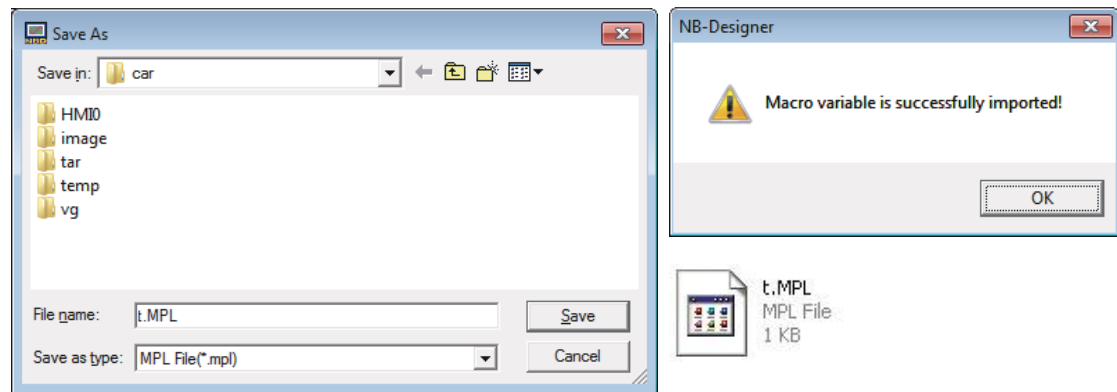 Save As
Save in: car
HMI0
image
tar
temp
vg
File name: t.MPL Save
Save as type: MPL File(*.mpl) Cancel
NB-Designer
Macro variable is successfully imported!
OK
t.MPL
MPL File
1 KB